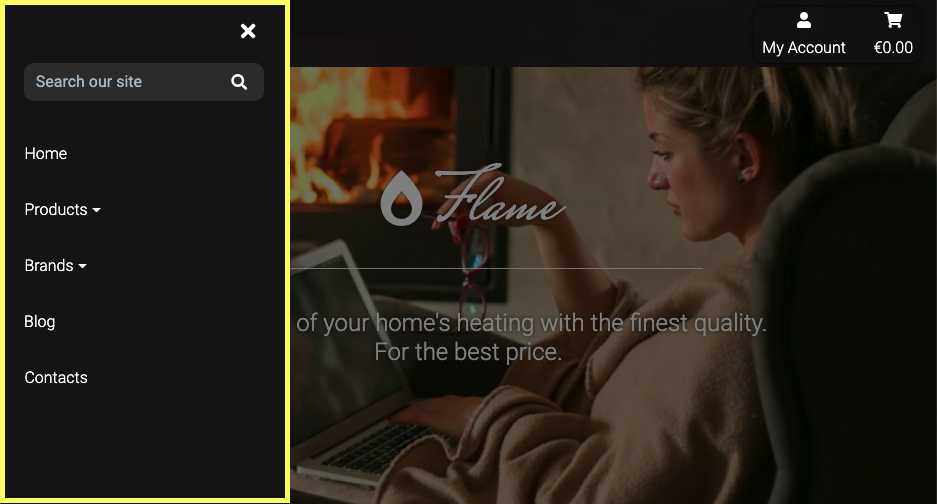 Search our site
Home
Products
Brands
Blog
Contacts
My Account
€0.00
Flame
of your home's heating with the finest quality.
For the best price.